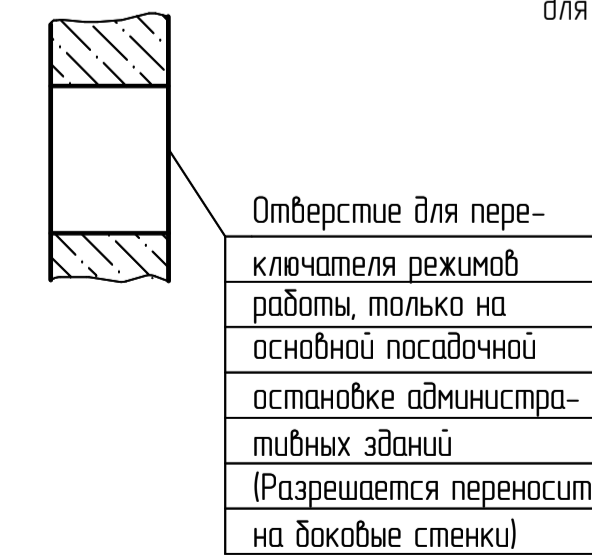 для
Отверстие для пере-
ключателя режимов
работы, только на
основной посадочной
остановке администра-
тивных зданий
(Разрешается переносит
на боковые стенки)